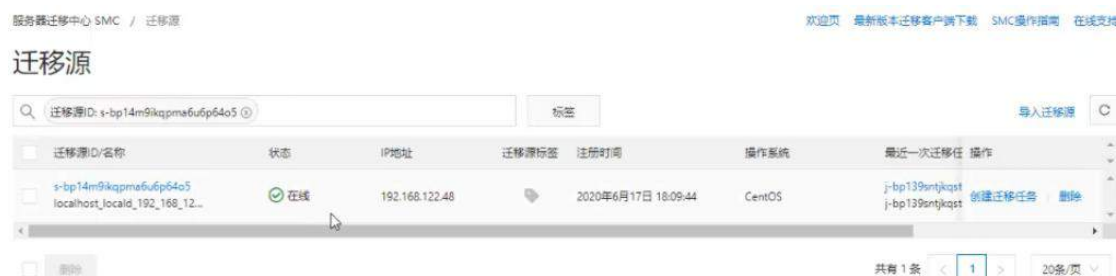 服务器迁移中心 SMC / 迁移源
欢迎页 最新版本迁移客户端下载 SMC操作指南 在线支持
迁移源
迁移源ID: s-bp14m9ikqpma6u6p64o5
标签
导入迁移源
迁移源ID/名称 状态 IP地址 迁移源标签 注册时间 操作系统 最近一次迁移任 操作
s-bp14m9ikqpma6u6p64o5 在线 192.168.122.48 2020年6月17日 18:09:44 CentOS j-bp139sntjkqst 创建迁移任务 删除
localhost_locald_192_168_12... j-bp139sntjkqst
删除
共有1条 < 1 > 20条/页